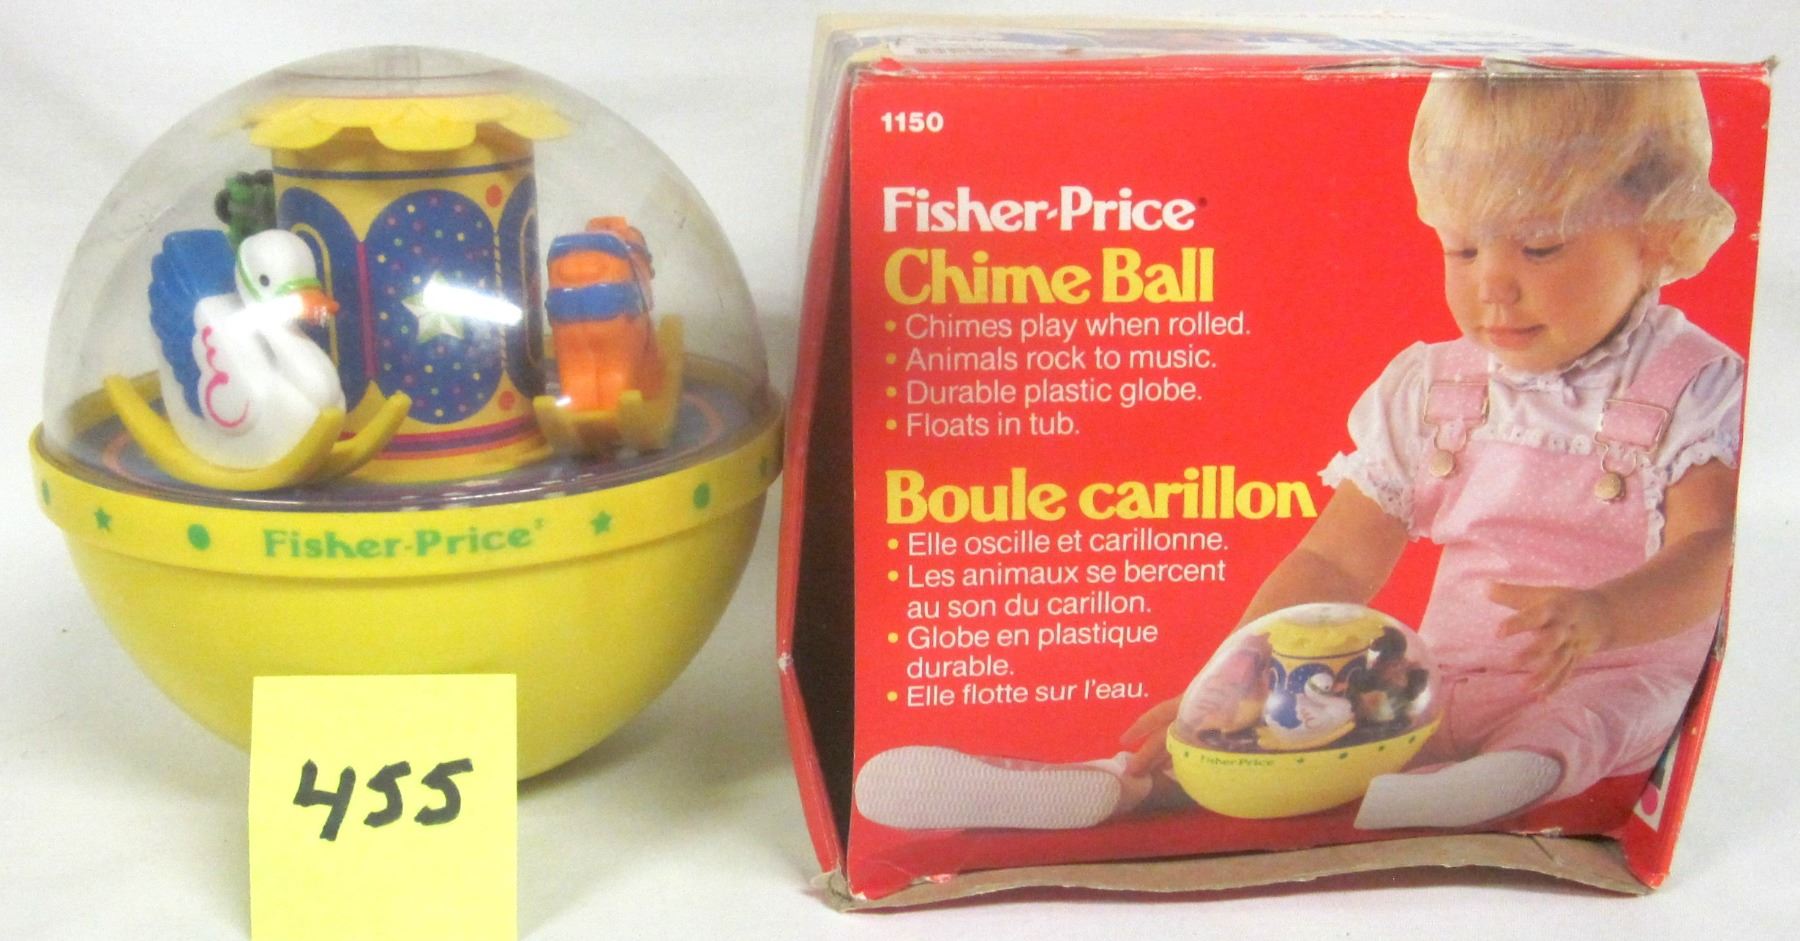 1150
Fisher-Price
Chime Ball
• Chimes play when rolled.
• Animals rock to music.
• Durable plastic globe.
• Floats in tub.
Boule carillon
• Elle oscille et carillonne.
• Les animaux se bercent
au son du carillon.
• Globe en plastique
durable.
• Elle flotte sur l'eau.
Fisher-Price
Fisher-Price
455